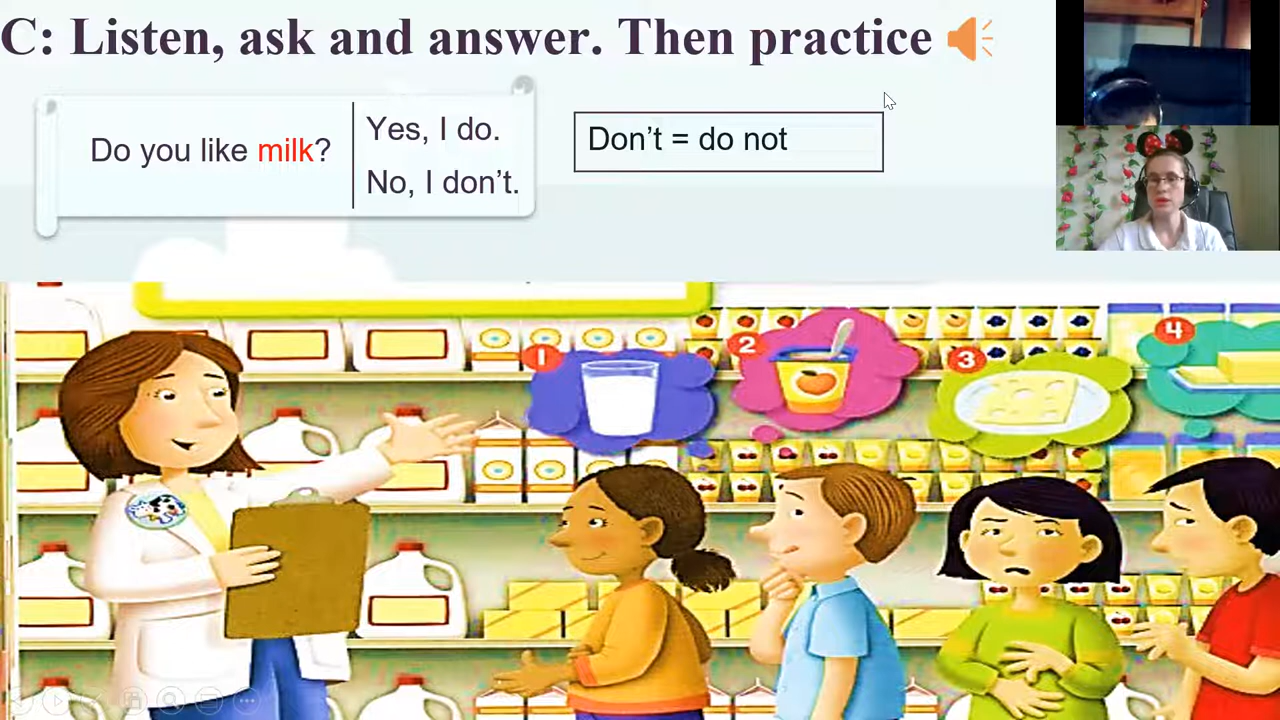 C: Listen, ask and answer. Then practice
Do you like milk?
Yes, I do.
No, I don't.
Don't = do not
1
2
3
4